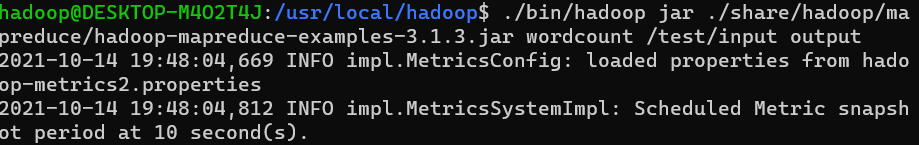 hadoop@DESKTOP-M4O2T4J:/usr/local/hadoop$ ./bin/hadoop jar ./share/hadoop/ma
preduce/hadoop-mapreduce-examples-3.1.3.jar wordcount /test/input output
2021-10-14 19:48:04,669 INFO impl.MetricsConfig: loaded properties from hado
op-metrics2.properties
2021-10-14 19:48:04,812 INFO impl.MetricsSystemImpl: Scheduled Metric snapsh
ot period at 10 second(s).